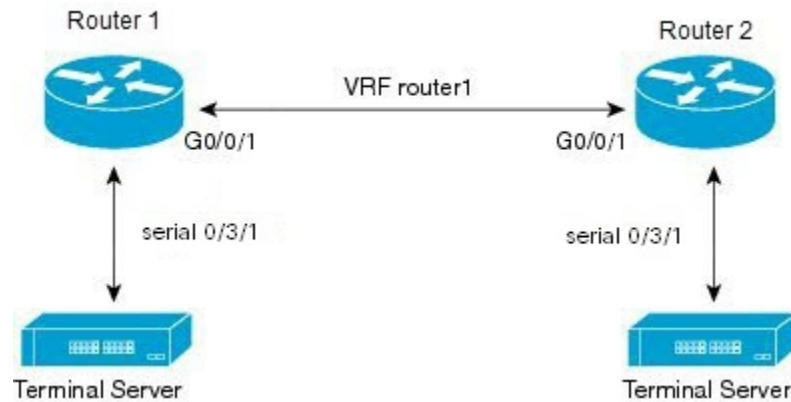 Router 1
Router 2
VRF router1
G0/0/1
G0/0/1
serial 0/3/1
serial 0/3/1
Terminal Server
Terminal Server